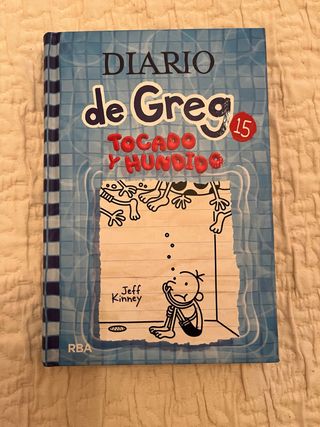 DIARIO
de Greg
15
TOCADO
Y HUNDIDO
Jeff
Kinney
RBA